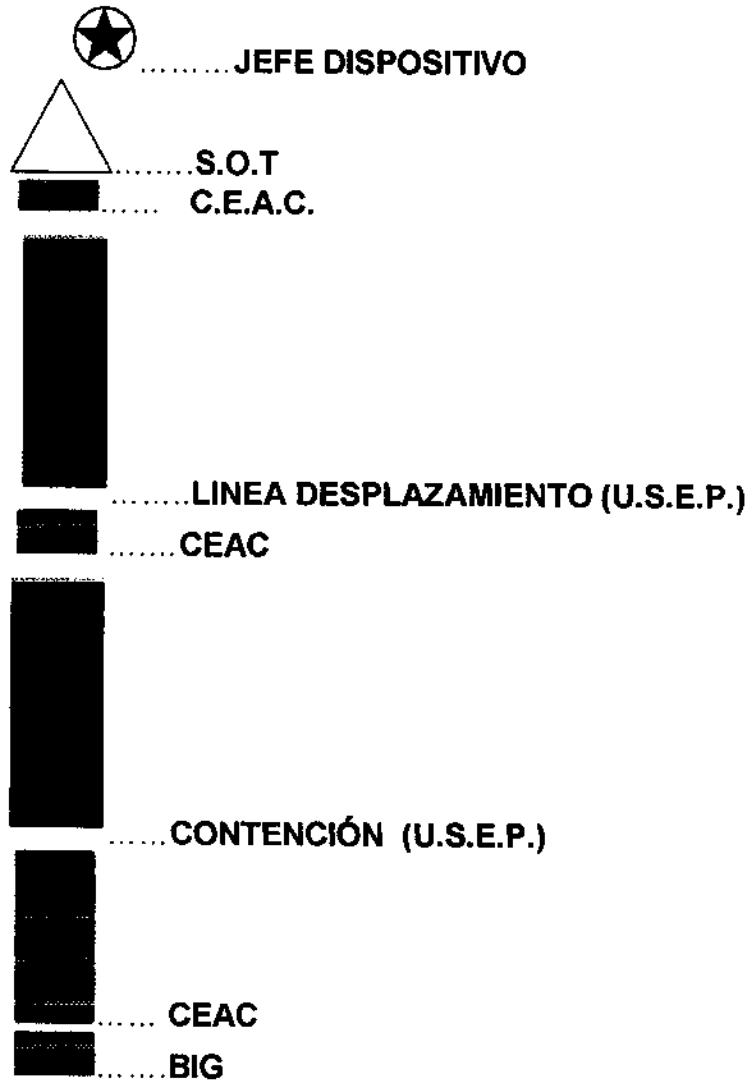 .........JEFE DISPOSITIVO
........S.O.T
...... C.E.A.C.
........LINEA DESPLAZAMIENTO (U.S.E.P.)
.......CEAC
......CONTENCIÓN (U.S.E.P.)
...... CEAC
.......BIG